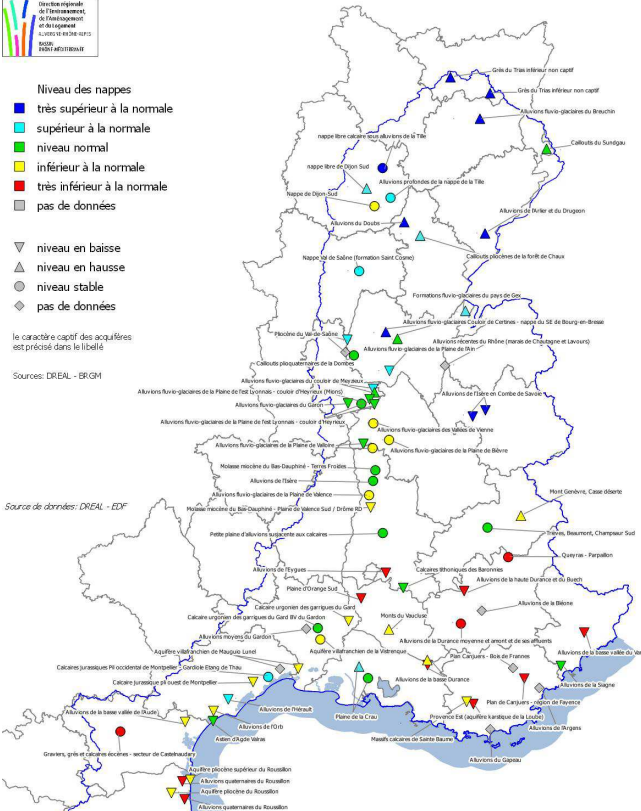 Direction régionale
de l'Environnement,
de l'Aménagement
et du Logement
AUVERGNE-RHÔNE-ALPES
BASSIN
RHÔNE-MÉDITERRANÉE
Niveau des nappes
très supérieur à la normale
supérieur à la normale
niveau normal
inférieur à la normale
très inférieur à la normale
pas de données
niveau en baisse
niveau en hausse
niveau stable
pas de données
le caractère captif des acquifères
est précisé dans le libellé
Sources: DREAL - BRGM
Source de données: DREAL - EDF
Grès du Trias inférieur non captif
Grès du Trias inférieur non captif
Alluvions fluvio-glaciaires du Breuchin
nappe libre calcaire sous alluvions de la Tille
Cailloutis du Sundgau
nappe libre de Dijon Sud
Alluvions profondes de la nappe de la Tille
Nappe de Dijon-Sud
Alluvions de l'Arlier et du Drugeon
Alluvions du Doubs
Nappe Val de Saône (formation Saint Cosme)
Cailloutis pliocènes de la forêt de Chaux
Formations fluvio-glaciaires du pays de Gex
Alluvions fluvio-glaciaires Couloir de Certines - nappe du SE de Bourg-en-Bresse
Pliocène du Val-de-Saône
Alluvions récentes du Rhône (marais de Chautagne et Lavours)
Alluvions fluvio-glaciaires de la Plaine de l'Ain
Cailloutis plioquaternaires de la Dombes
Alluvions fluvio-glaciaires du couloir de Meyzieux
Alluvions fluvio-glaciaires de la Plaine de l'est Lyonnais - couloir d'Heyrieux (Mions)
Alluvions de l'Isère en Combe de Savoie
Alluvions fluvio-glaciaires du Garon
Alluvions fluvio-glaciaires de la Plaine de l'est Lyonnais - couloir d'Heyrieux
Alluvions fluvio-glaciaires des Vallées de Vienne
Alluvions fluvio-glaciaires de la Plaine de Valloire
Alluvions fluvio-glaciaires de la Plaine de Bièvre
Molasse miocène du Bas-Dauphiné - Terres Froides
Alluvions de l'Isère
Alluvions fluvio-glaciaires de la Plaine de Valence
Mont Genèvre, Casse déserte
Molasse miocène du Bas-Dauphiné - Plaine de Valence Sud / Drôme RD
Petite plaine d'alluvions susjacente aux calcaires
Trièves, Beaumont, Champsaur Sud
Queyras - Parpaillon
Alluvions de l'Eygues
Calcaires tithoniques des Baronnies
Alluvions de la haute Durance et du Buech
Plaine d'Orange Sud
Calcaire urgonien des garrigues du Gard
Alluvions de la Bléone
Calcaire urgonien des garrigues du Gard BV du Gardon
Monts du Vaucluse
Alluvions moyens du Gardon
Alluvions de la Durance moyenne et amont et de ses affluents
Aquifère villafranchien de Mauguio Lunel
Aquifère villafranchien de la Vistrenque
Plan Canjuers - Bois de Frannes
Alluvions de la basse vallée du Va
Calcaires jurassiques Pli occidental de Montpellier - Gardiole Etang de Thau
Calcaire jurassique pli ouest de Montpellier
Alluvions de la basse Durance
Alluvions de la Siagne
Plan de Canjuers - région de Fayence
Alluvions de l'Hérault
Alluvions de la basse vallée de l'Aude
Plaine de la Crau
Provence Est (aquifère karstique de la Loube)
Alluvions de l'Orb
Alluvions de l'Argens
Astien d'Agde Valras
Massifs calcaires de Sainte Baume
Graviers, grès et calcaires éocènes - secteur de Castelnaudary
Alluvions du Gapeau
Aquifère pliocène supérieur du Roussillon
Alluvions quaternaires du Roussillon
Aquifère pliocène du Roussillon
Alluvions quaternaires du Roussillon